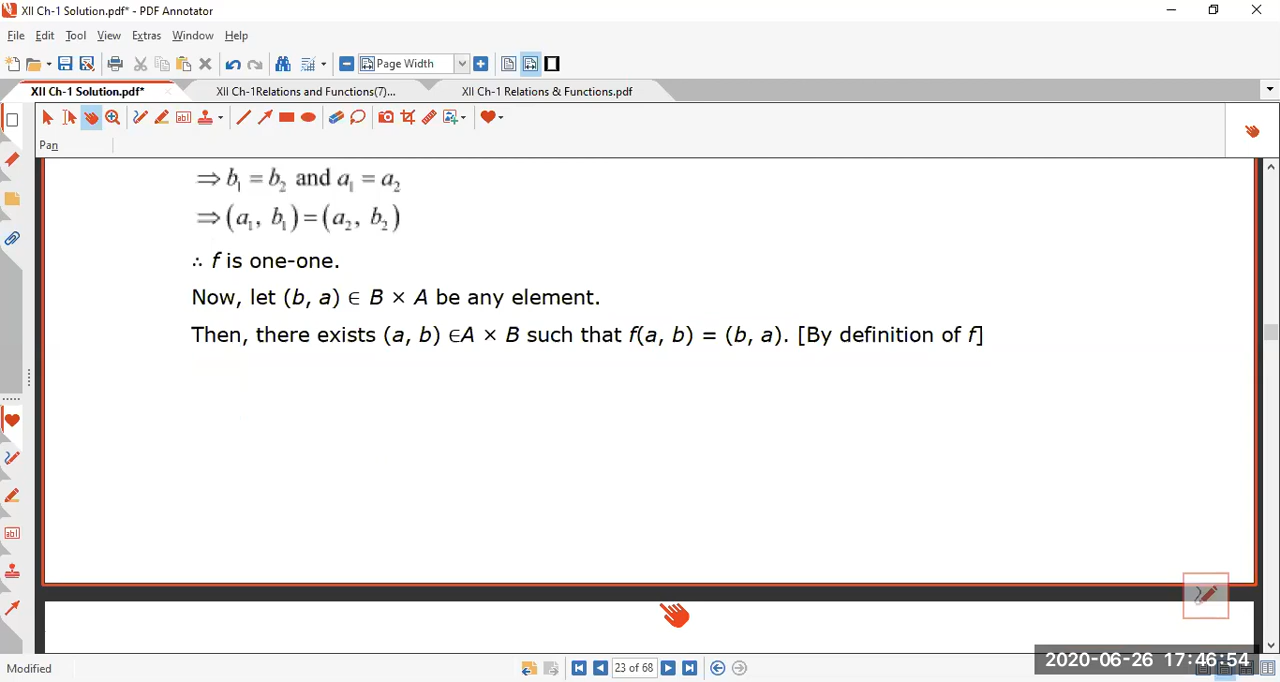 XII Ch-1 Solution.pdf* - PDF Annotator
File Edit Tool View Extras Window Help
Page Width
XII Ch-1 Solution.pdf* XII Ch-1Relations and Functions(7)... XII Ch-1 Relations & Functions.pdf
Pan
⇒ b₁ = b₂ and a₁ = a₂
⇒ (a₁, b₁) = (a₂, b₂)
∴ f is one-one.
Now, let (b, a) ∈ B × A be any element.
Then, there exists (a, b) ∈A × B such that f(a, b) = (b, a). [By definition of f]
2020-06-26 17:46:54
Modified 23 of 68